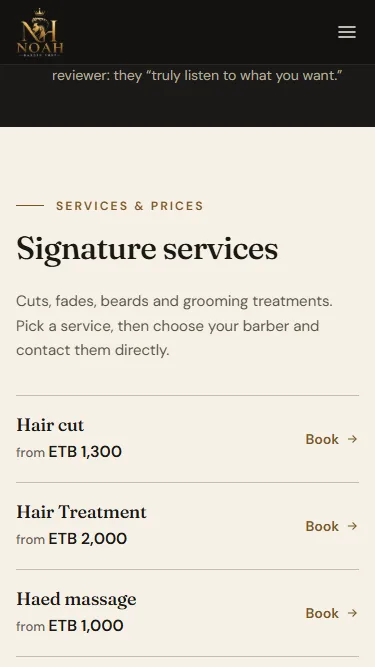 NH
NOAH
reviewer: they “truly listen to what you want.”
SERVICES & PRICES
Signature services
Cuts, fades, beards and grooming treatments.
Pick a service, then choose your barber and
contact them directly.
Hair cut
from ETB 1,300
Book →
Hair Treatment
from ETB 2,000
Book →
Haed massage
from ETB 1,000
Book →